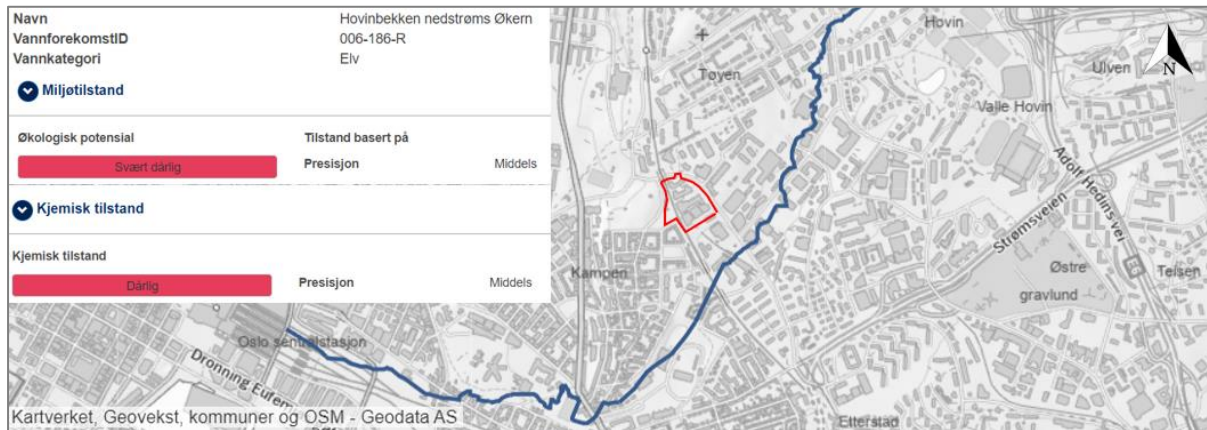 Navn Hovinbekken nedstrøms Økern
VannforekomstID 006-186-R
Vannkategori Elv
Miljøtilstand
Økologisk potensial Tilstand basert på
Svært dårlig Presisjon Middels
Kjemisk tilstand
Kjemisk tilstand
Dårlig Presisjon Middels
Hovin
Tøyen
Ulven
N
Valle Hovin
Adolf Hedins vei
Strømsveien
Kampen
Østre
gravlund
Teisen
Oslo sentralstasjon
Dronning Eufem
Etterstad
Kartverket, Geovekst, kommuner og OSM - Geodata AS